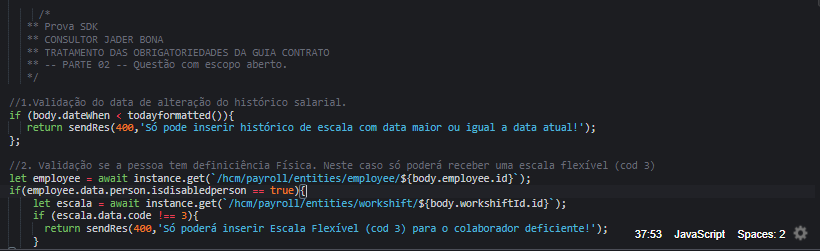 /*
** Prova SDK
** CONSULTOR JADER BONA
** TRATAMENTO DAS OBRIGATORIEDADES DA GUIA CONTRATO
** -- PARTE 02 -- Questão com escopo aberto.
*/
//1.Validação do data de alteração do histórico salarial.
if (body.dateWhen < todayformatted()){
return sendRes(400,'Só pode inserir histórico de escala com data maior ou igual a data atual!');
};
//2. Validação se a pessoa tem definiciência Física. Neste caso só poderá receber uma escala flexível (cod 3)
let employee = await instance.get(`/hcm/payroll/entities/employee/${body.employee.id}`);
if(employee.data.person.isdisabledperson == true){
let escala = await instance.get(`/hcm/payroll/entities/workshift/${body.workshiftId.id}`);
if (escala.data.code !== 3){
return sendRes(400,'Só poderá inserir Escala Flexível (cod 3) para o colaborador deficiente!');
}
37:53 JavaScript Spaces: 2